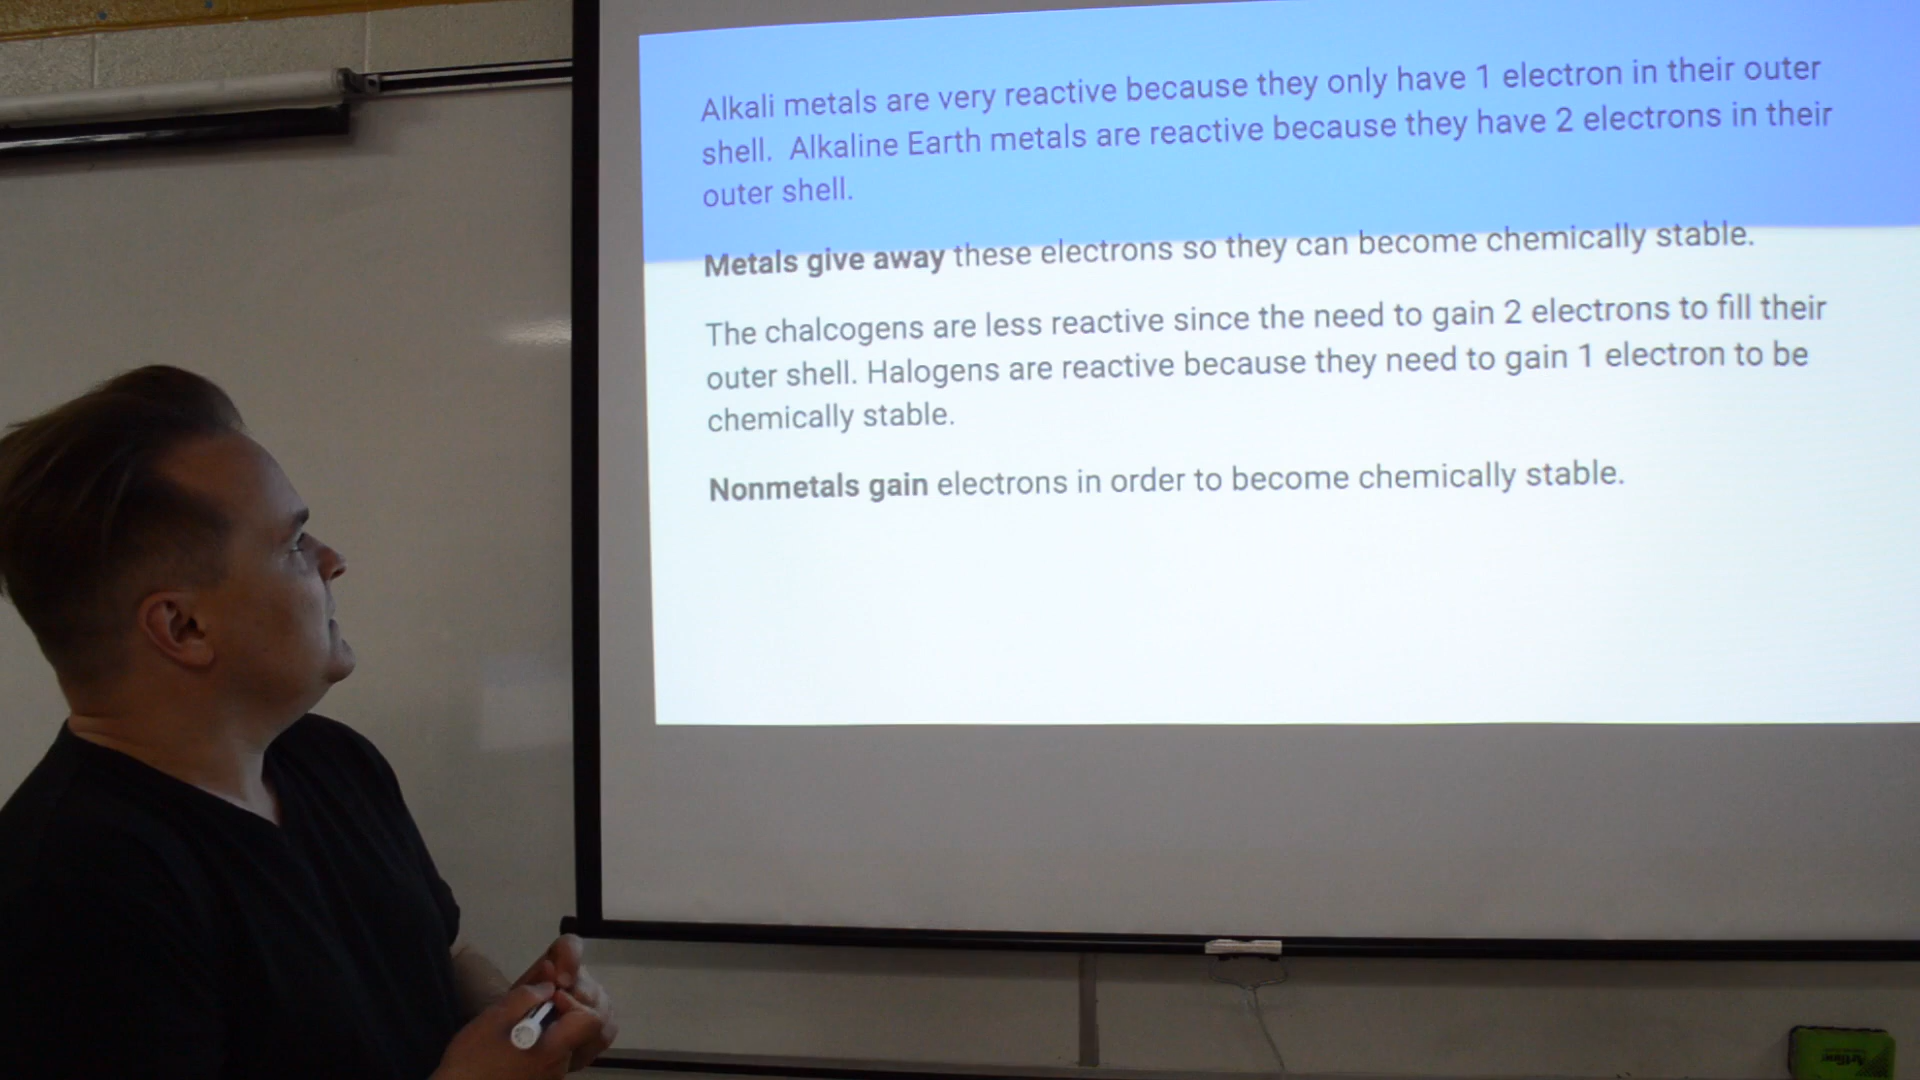 Alkali metals are very reactive because they only have 1 electron in their outer
shell. Alkaline Earth metals are reactive because they have 2 electrons in their
outer shell.
Metals give away these electrons so they can become chemically stable.
The chalcogens are less reactive since the need to gain 2 electrons to fill their
outer shell. Halogens are reactive because they need to gain 1 electron to be
chemically stable.
Nonmetals gain electrons in order to become chemically stable.